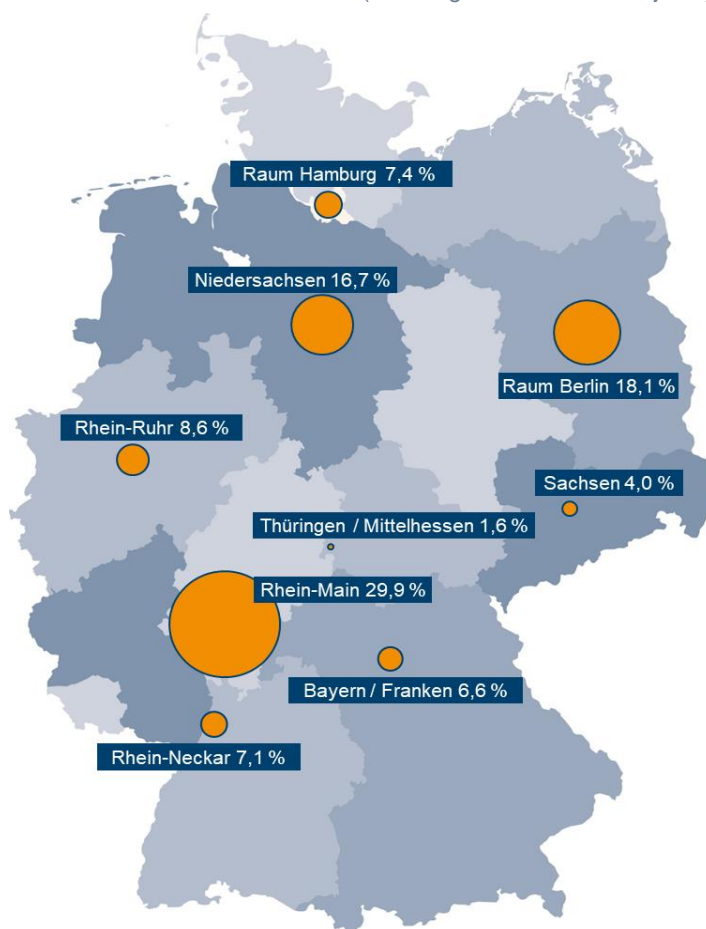 Raum Hamburg 7,4 %
Niedersachsen 16,7 %
Raum Berlin 18,1 %
Rhein-Ruhr 8,6 %
Sachsen 4,0 %
Thüringen / Mittelhessen 1,6 %
Rhein-Main 29,9 %
Bayern / Franken 6,6 %
Rhein-Neckar 7,1 %